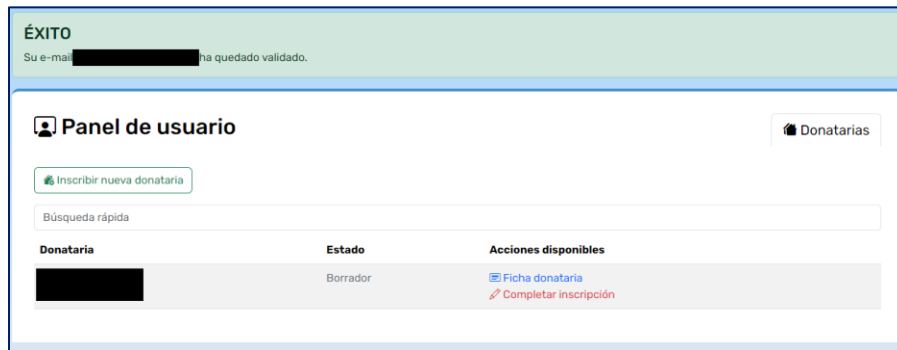 ÉXITO
Su e-mail ha quedado validado.
Panel de usuario
Donatarias
Inscribir nueva donataria
Búsqueda rápida
Donataria Estado Acciones disponibles
Borrador Ficha donataria
Completar inscripción